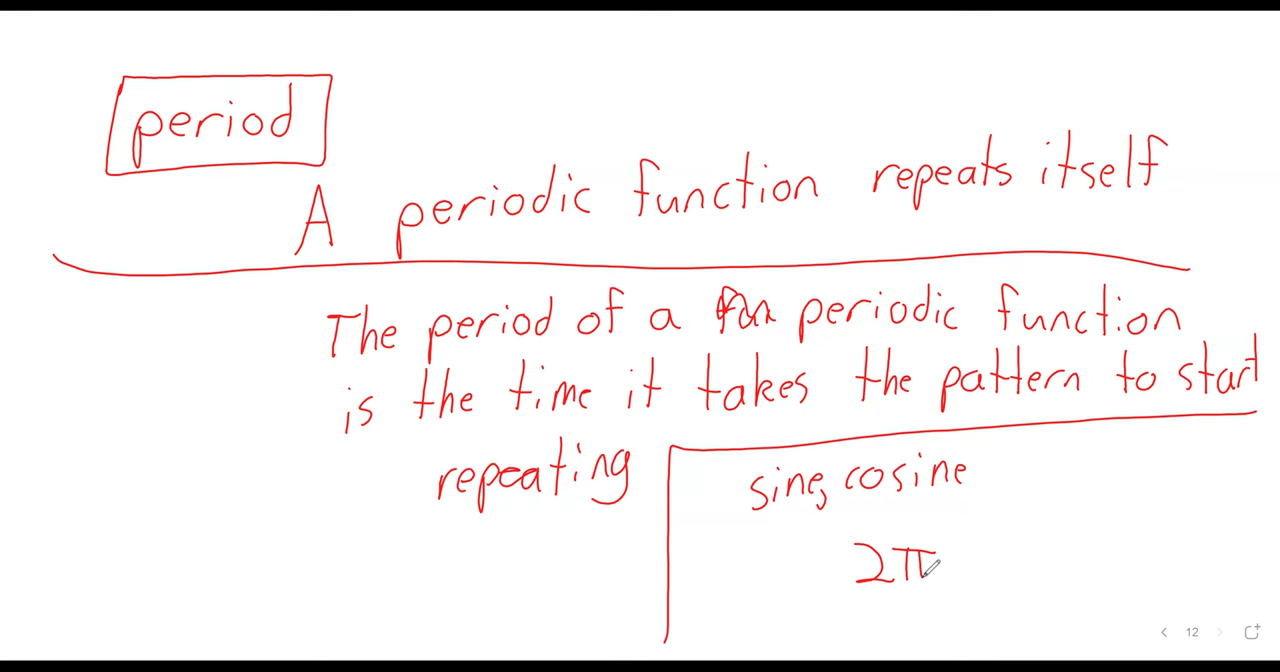 period
A periodic function repeats itself
The period of a periodic function
is the time it takes the pattern to start
repeating
sine, cosine
2π
12